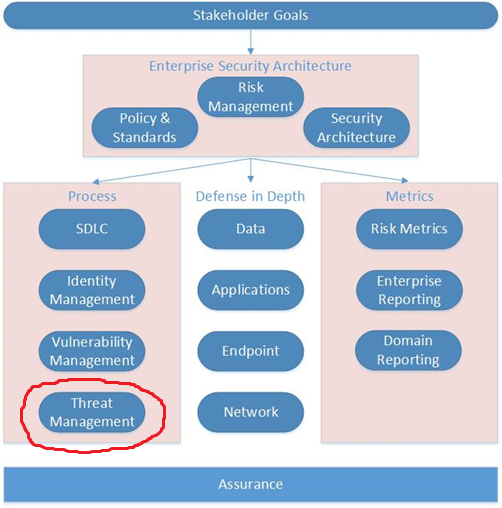 Stakeholder Goals
Enterprise Security Architecture
Risk
Management
Policy &
Standards
Security
Architecture
Process
SDLC
Identity
Management
Vulnerability
Management
Threat
Management
Defense in Depth
Data
Applications
Endpoint
Network
Metrics
Risk Metrics
Enterprise
Reporting
Domain
Reporting
Assurance